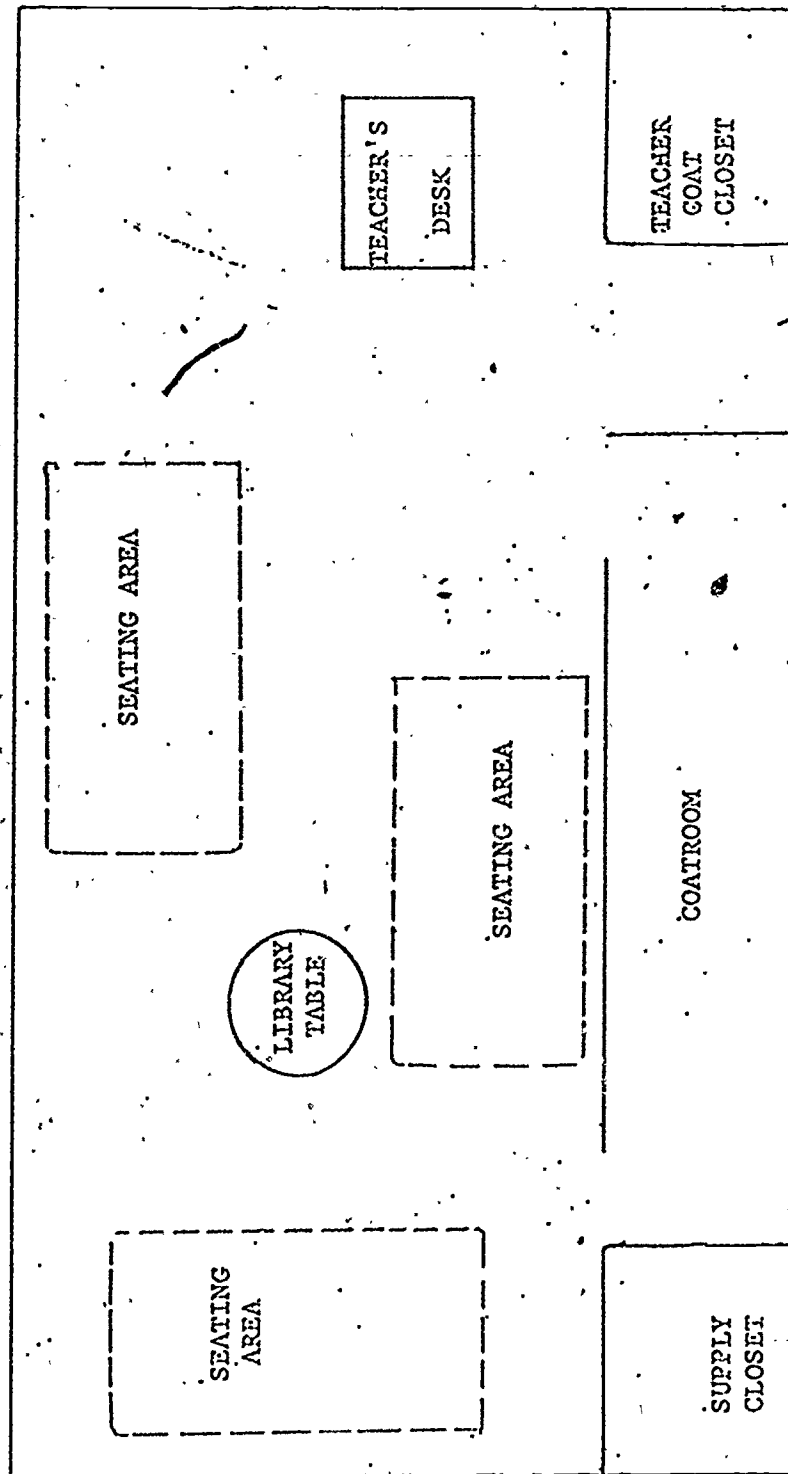 SEATING AREA
SEATING
AREA
LIBRARY
TABLE
TEACHER'S
DESK
SEATING AREA
TEACHER
COAT
CLOSET
COATROOM
SUPPLY
CLOSET